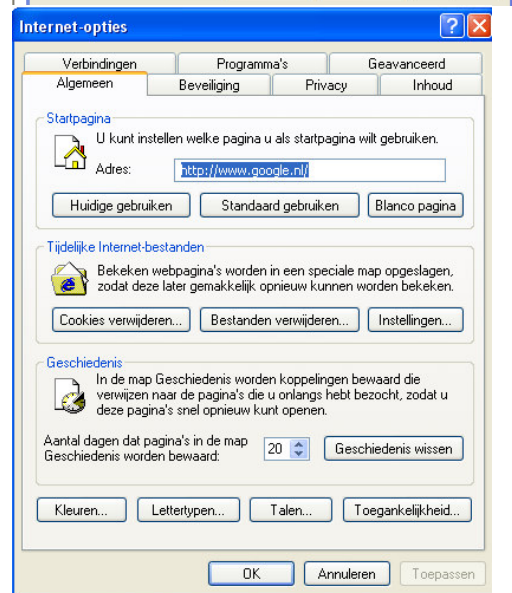 Internet-opties
Verbindingen Programma's Geavanceerd
Algemeen Beveiliging Privacy Inhoud
Startpagina
U kunt instellen welke pagina u als startpagina wilt gebruiken.
Adres: http://www.google.nl/
Huidige gebruiken Standaard gebruiken Blanco pagina
Tijdelijke Internet-bestanden
Bekeken webpagina's worden in een speciale map opgeslagen,
zodat deze later gemakkelijk opnieuw kunnen worden bekeken.
Cookies verwijderen... Bestanden verwijderen... Instellingen...
Geschiedenis
In de map Geschiedenis worden koppelingen bewaard die
verwijzen naar de pagina's die u onlangs hebt bezocht, zodat u
deze pagina's snel opnieuw kunt openen.
Aantal dagen dat pagina's in de map
Geschiedenis worden bewaard: 20 Geschiedenis wissen
Kleuren... Lettertypen... Talen... Toegankelijkheid...
OK Annuleren Toepassen